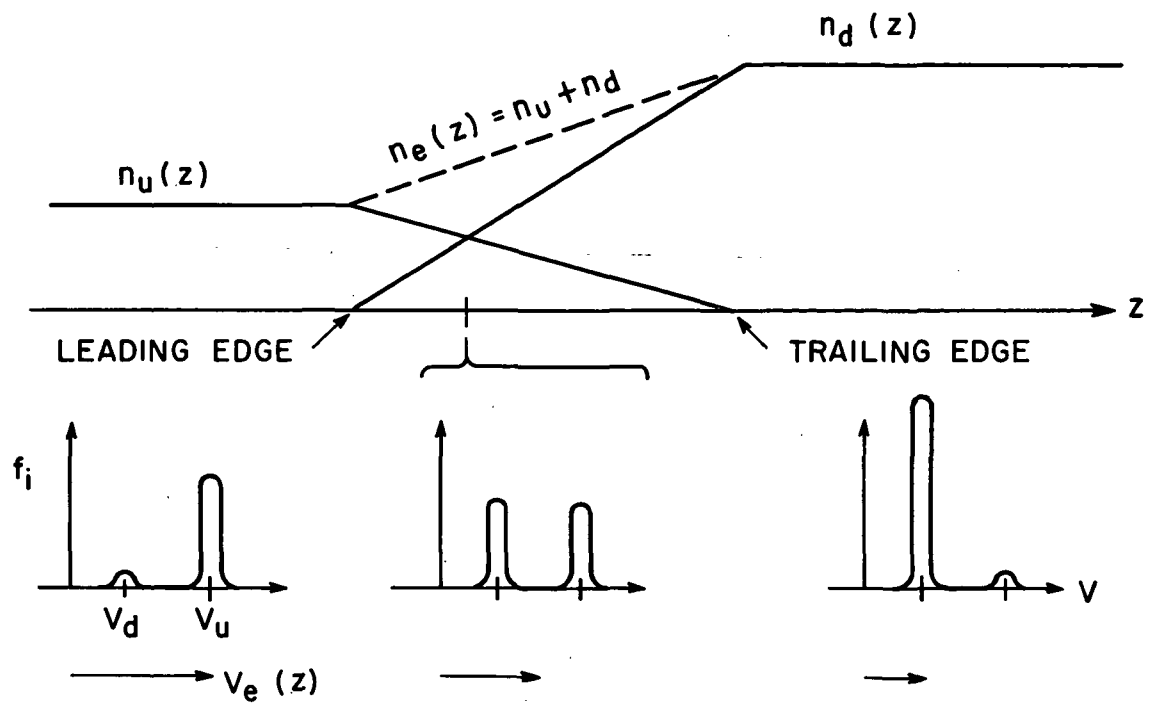 n_d (z)
n_e (z) = n_u + n_d
n_u (z)
z
LEADING EDGE
TRAILING EDGE
f_i
V_d
V_u
V
V_e (z)